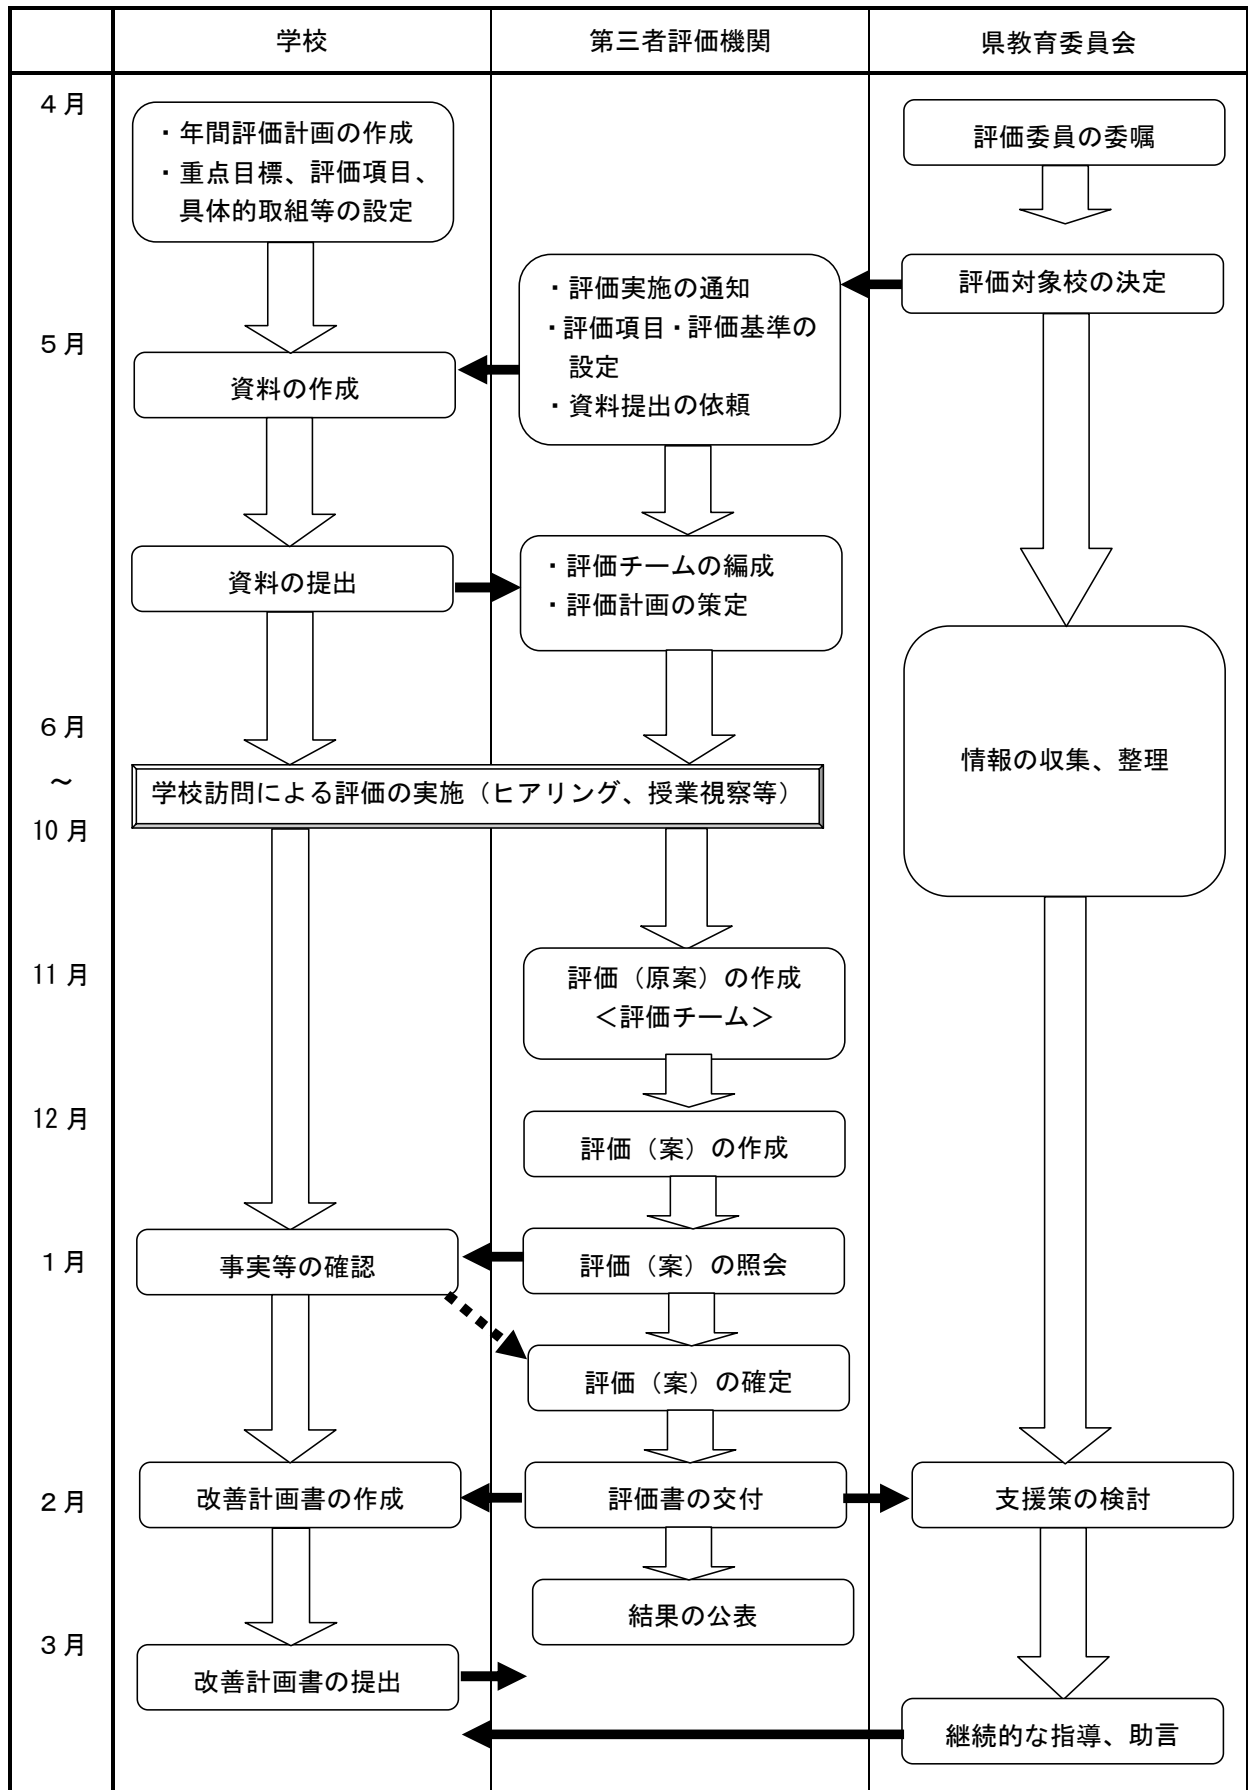 学校
第三者評価機関
県教育委員会
4月
・年間評価計画の作成
・重点目標、評価項目、
具体的取組等の設定
評価委員の委嘱
・評価実施の通知
・評価項目・評価基準の
設定
・資料提出の依頼
評価対象校の決定
5月
資料の作成
資料の提出
・評価チームの編成
・評価計画の策定
6月
～
10月
学校訪問による評価の実施（ヒアリング、授業視察等）
情報の収集、整理
11月
評価（原案）の作成
＜評価チーム＞
12月
評価（案）の作成
1月
事実等の確認
評価（案）の照会
評価（案）の確定
2月
改善計画書の作成
評価書の交付
支援策の検討
結果の公表
3月
改善計画書の提出
継続的な指導、助言